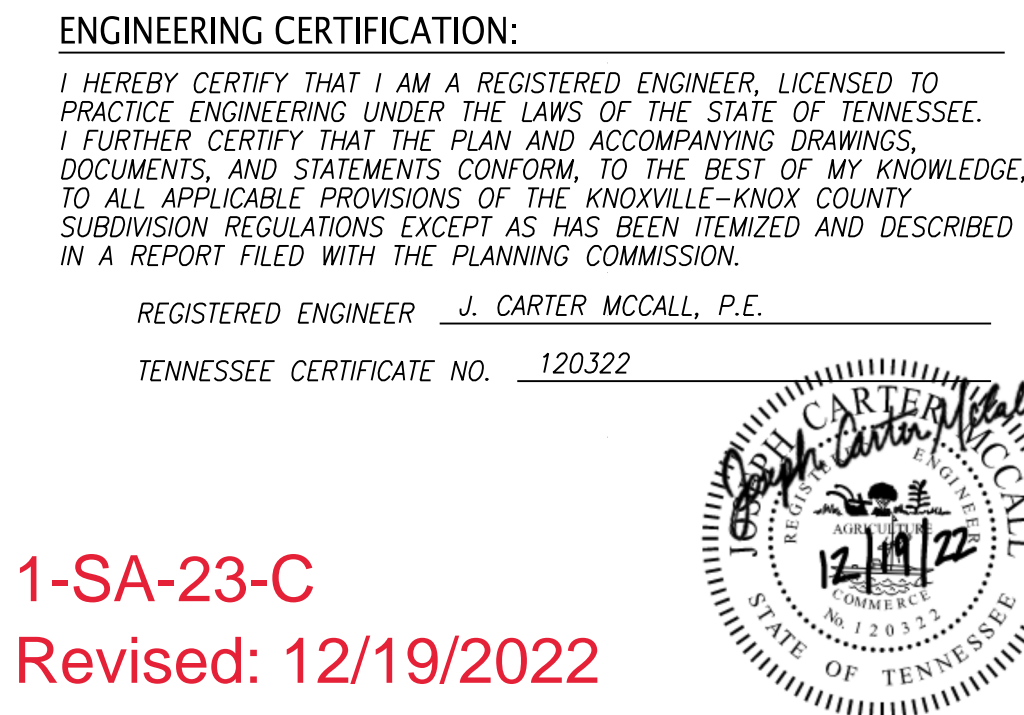 ENGINEERING CERTIFICATION:
I HEREBY CERTIFY THAT I AM A REGISTERED ENGINEER, LICENSED TO
PRACTICE ENGINEERING UNDER THE LAWS OF THE STATE OF TENNESSEE.
I FURTHER CERTIFY THAT THE PLAN AND ACCOMPANYING DRAWINGS,
DOCUMENTS, AND STATEMENTS CONFORM, TO THE BEST OF MY KNOWLEDGE,
TO ALL APPLICABLE PROVISIONS OF THE KNOXVILLE-KNOX COUNTY
SUBDIVISION REGULATIONS EXCEPT AS HAS BEEN ITEMIZED AND DESCRIBED
IN A REPORT FILED WITH THE PLANNING COMMISSION.
REGISTERED ENGINEER J. CARTER MCCALL, P.E.
TENNESSEE CERTIFICATE NO. 120322
JOSEPH CARTER MCCALL
Joseph Carter McCall
REGISTERED ENGINEER
AGRICULTURE
12/19/22
COMMERCE
No. 120322
STATE OF TENNESSEE
1-SA-23-C
Revised: 12/19/2022